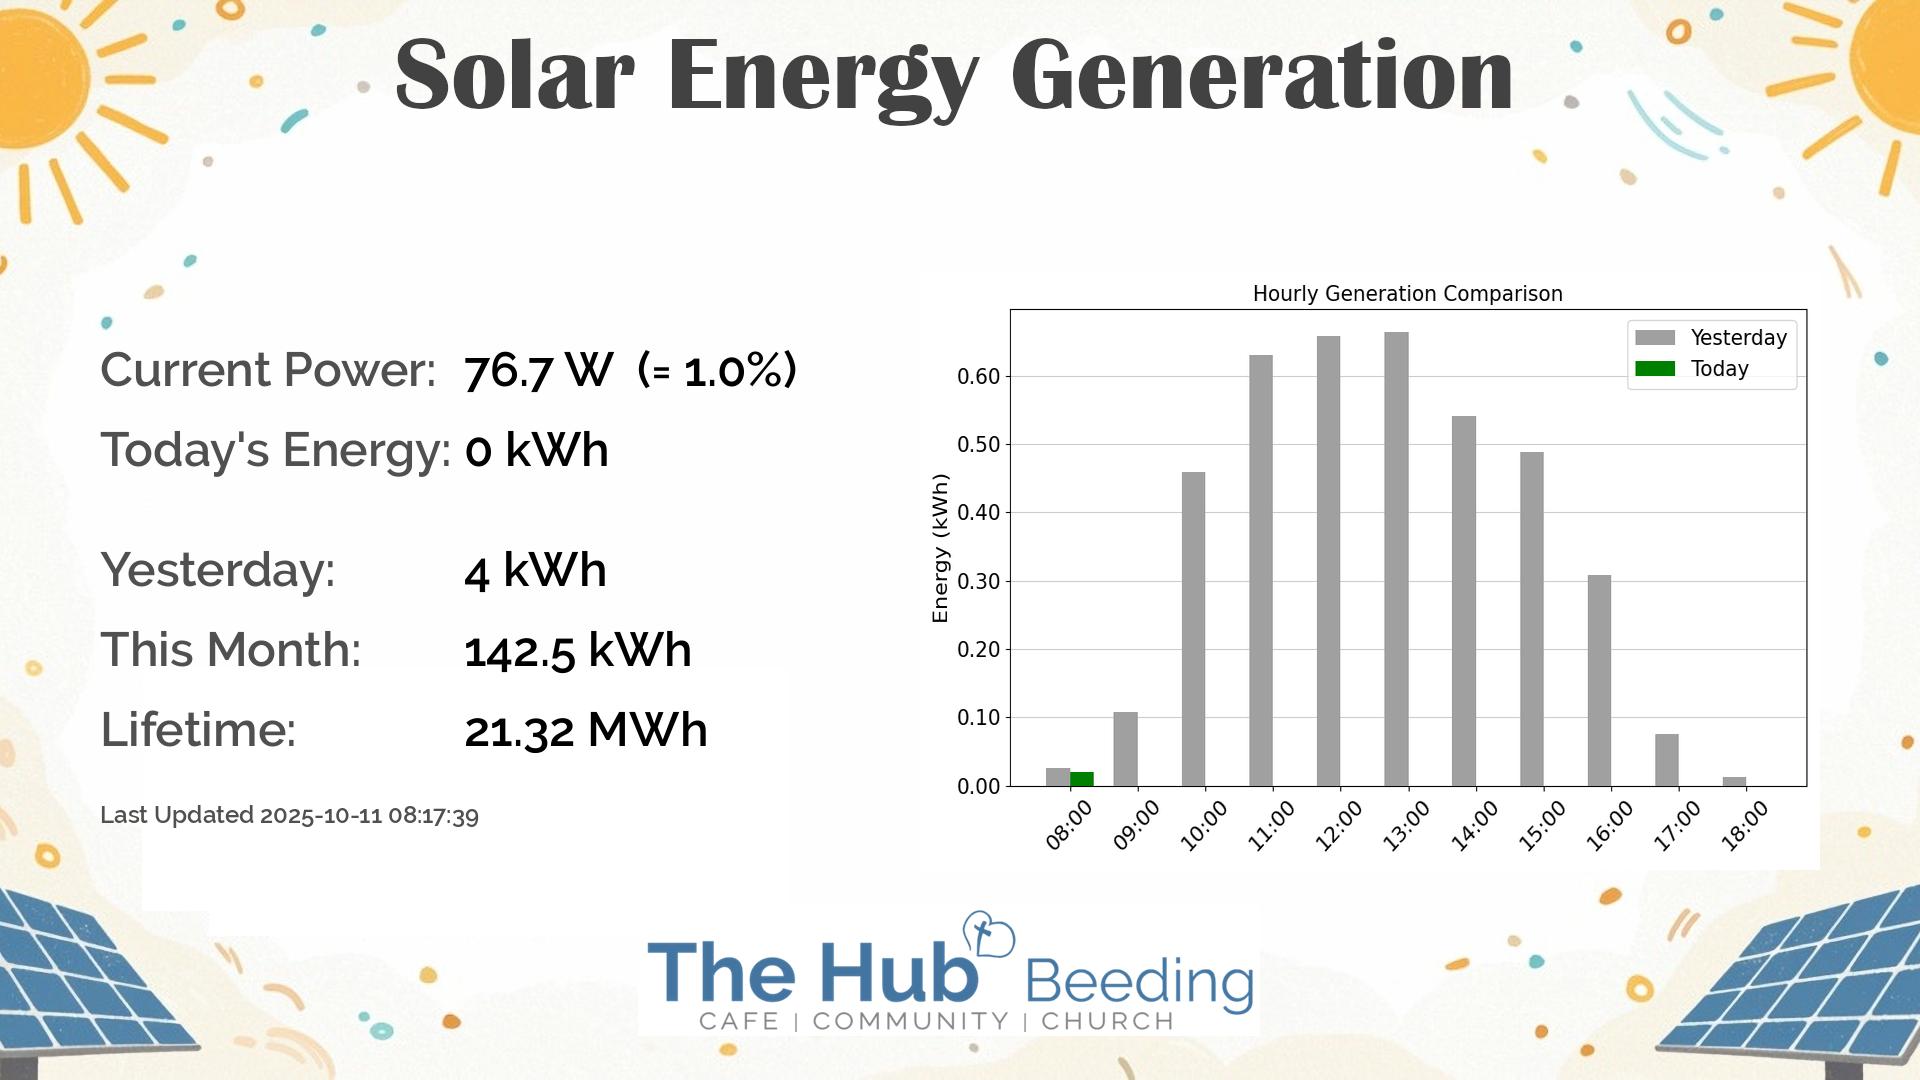 Solar Energy Generation
Current Power: 76.7 W (= 1.0%)
Today's Energy: 0 kWh
Yesterday: 4 kWh
This Month: 142.5 kWh
Lifetime: 21.32 MWh
Last Updated 2025-10-11 08:17:39
Hourly Generation Comparison
Yesterday
Today
Energy (kWh)
0.60
0.50
0.40
0.30
0.20
0.10
0.00
08:00 09:00 10:00 11:00 12:00 13:00 14:00 15:00 16:00 17:00 18:00
The Hub Beeding
CAFE | COMMUNITY | CHURCH